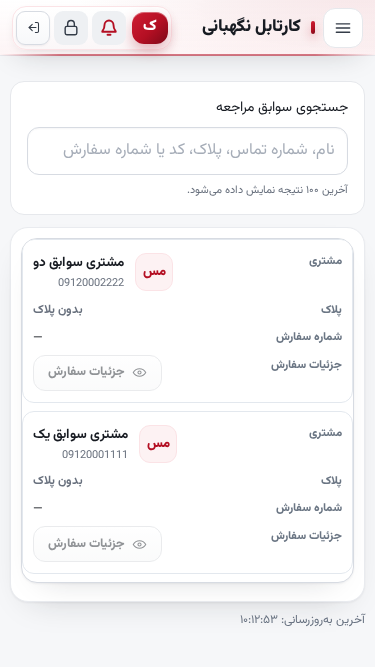 کارتابل نگهبانی
ک
جستجوی سوابق مراجعه
نام، شماره تماس، پلاک، کد یا شماره سفارش
آخرین ۱۰۰ نتیجه نمایش داده می‌شود.
مشتری
مس
مشتری سوابق دو
09120002222
پلاک
بدون پلاک
شماره سفارش
—
جزئیات سفارش
جزئیات سفارش
مشتری
مس
مشتری سوابق یک
09120001111
پلاک
بدون پلاک
شماره سفارش
—
جزئیات سفارش
جزئیات سفارش
آخرین به‌روزرسانی: ۱۰:۱۲:۵۳